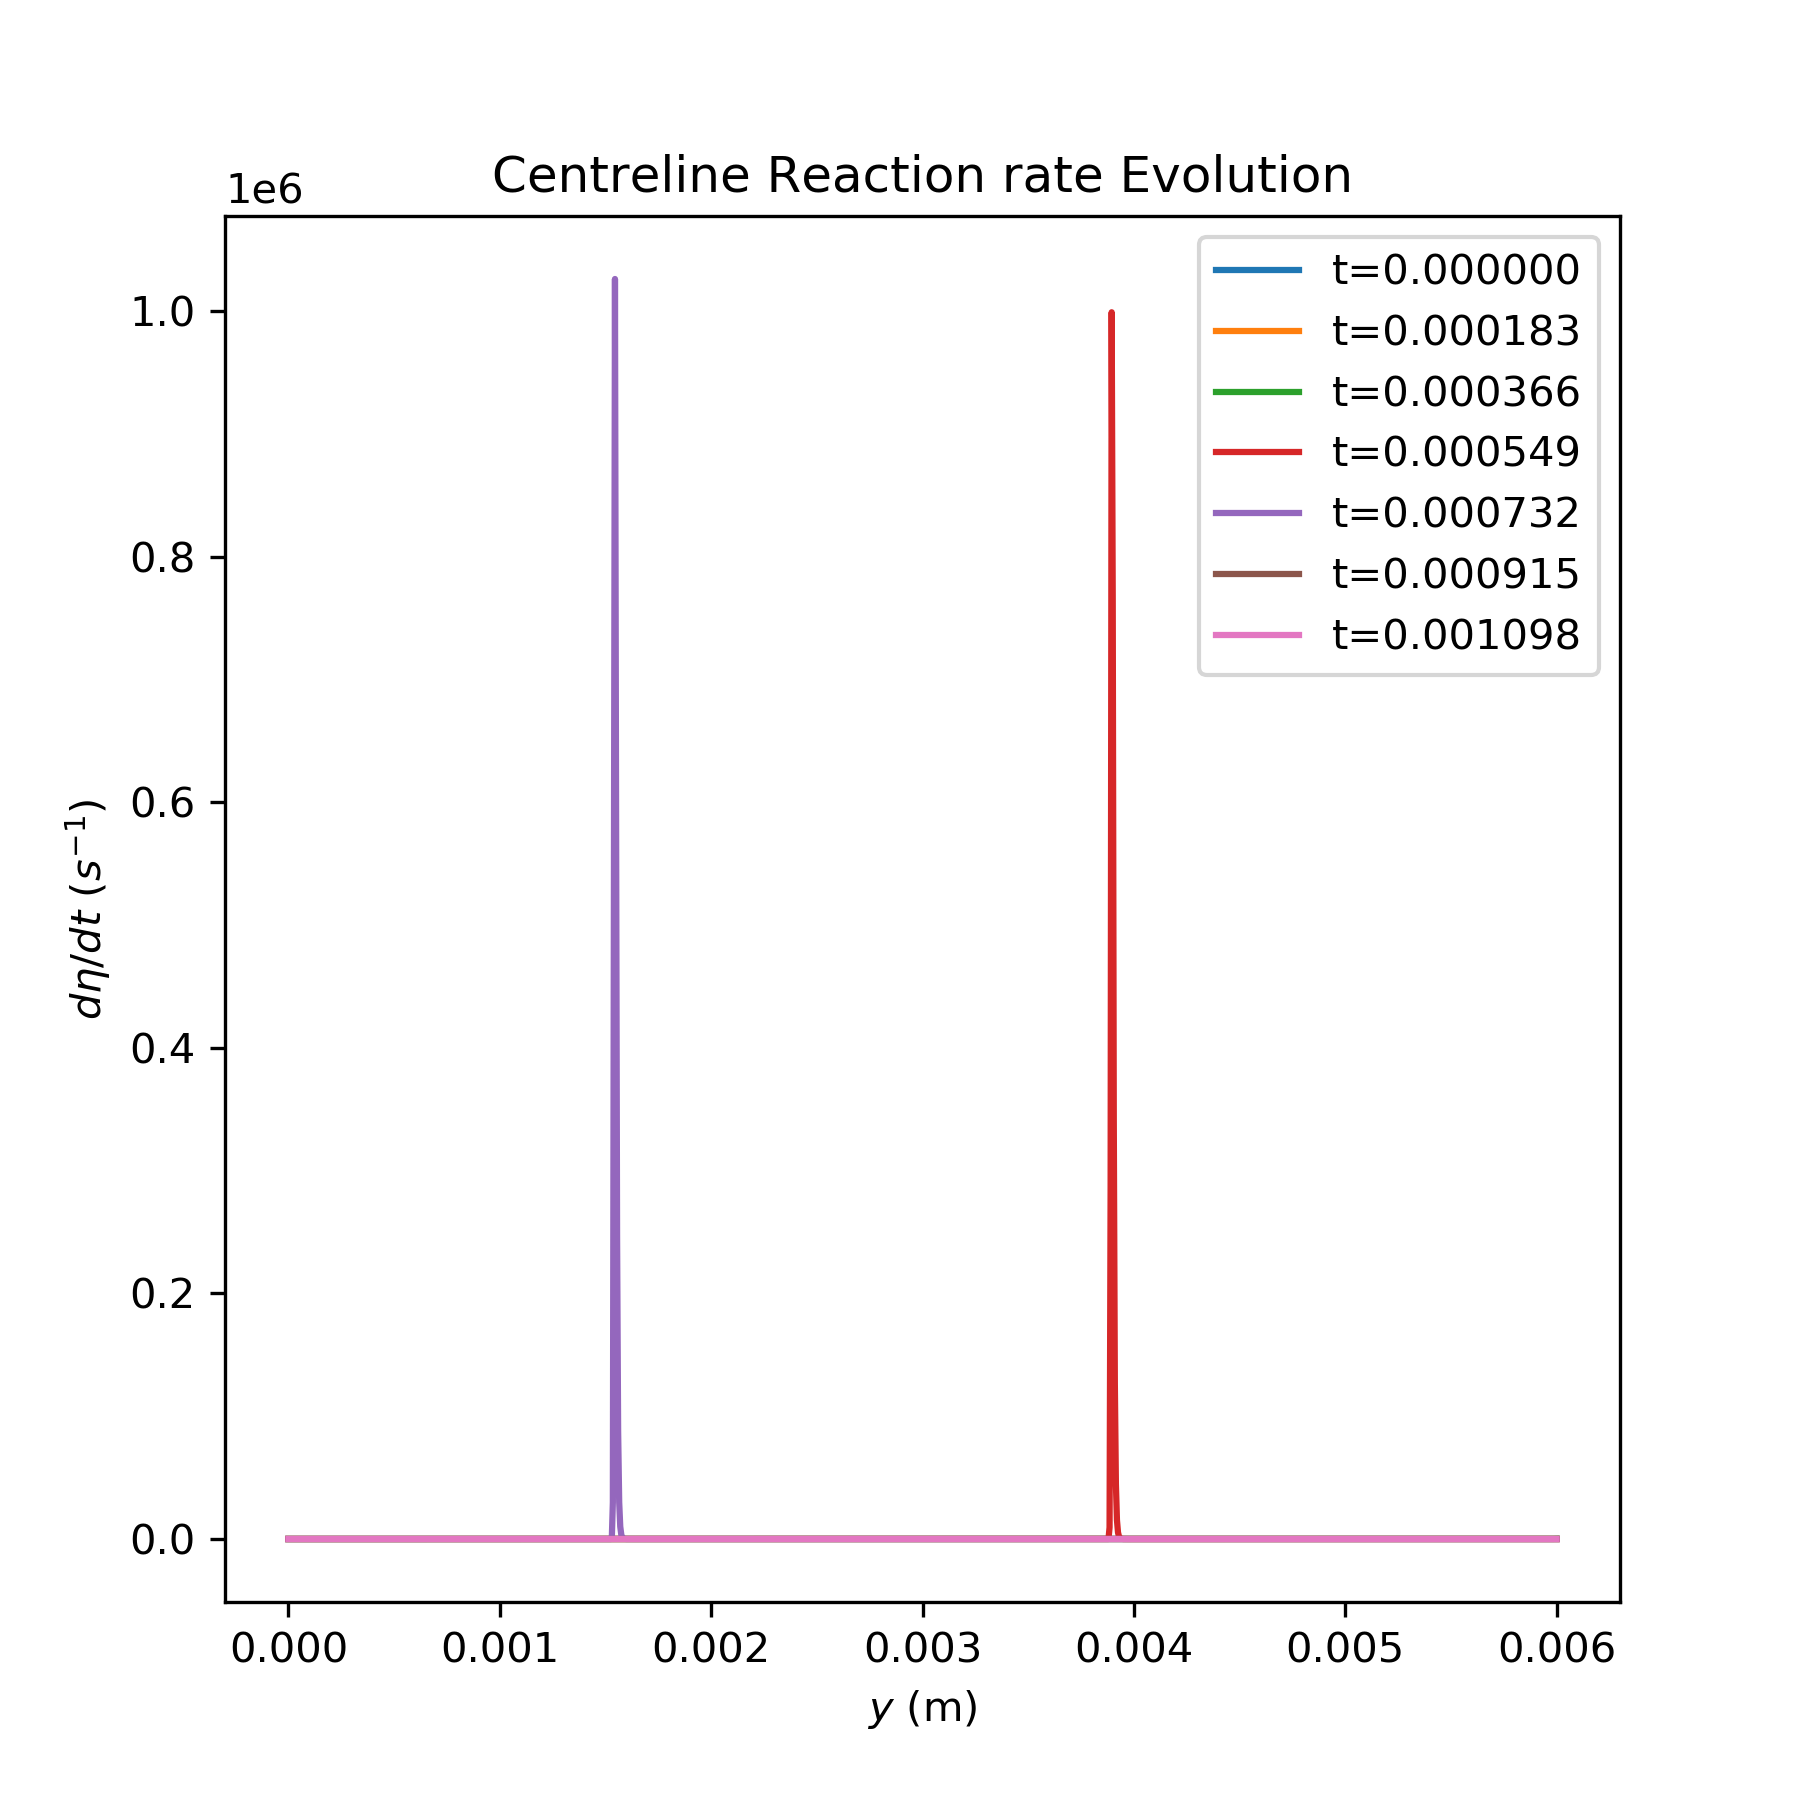 Centreline Reaction rate Evolution
1e6
t=0.000000
t=0.000183
t=0.000366
t=0.000549
t=0.000732
t=0.000915
t=0.001098
1.0
0.8
0.6
0.4
0.2
0.0
dη/dt (s⁻¹)
0.000 0.001 0.002 0.003 0.004 0.005 0.006
y (m)